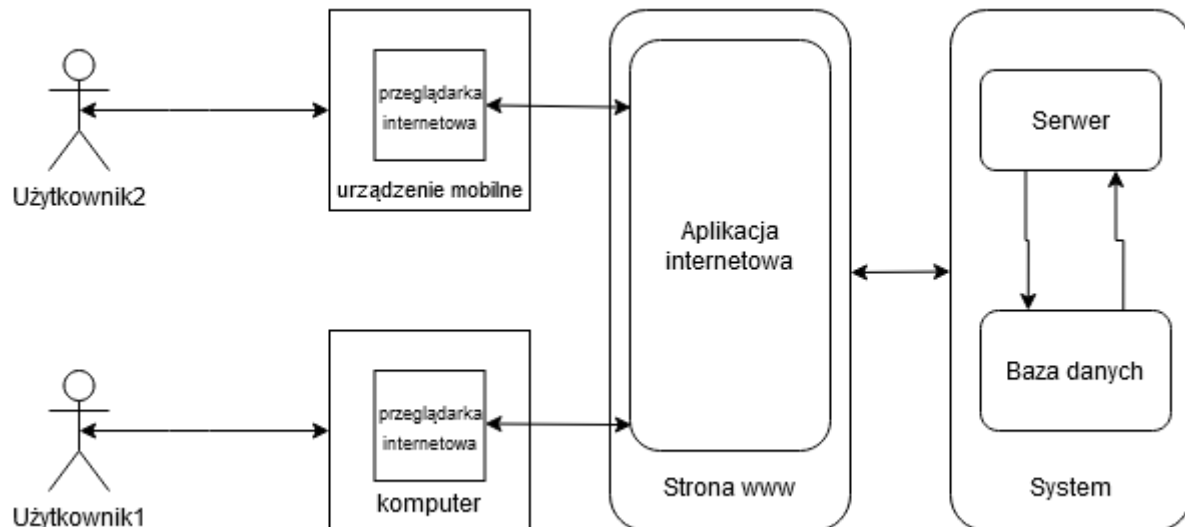 przeglądarka
internetowa
urządzenie mobilne
Użytkownik2
Serwer
Aplikacja
internetowa
Baza danych
przeglądarka
internetowa
komputer
Strona www
System
Użytkownik1